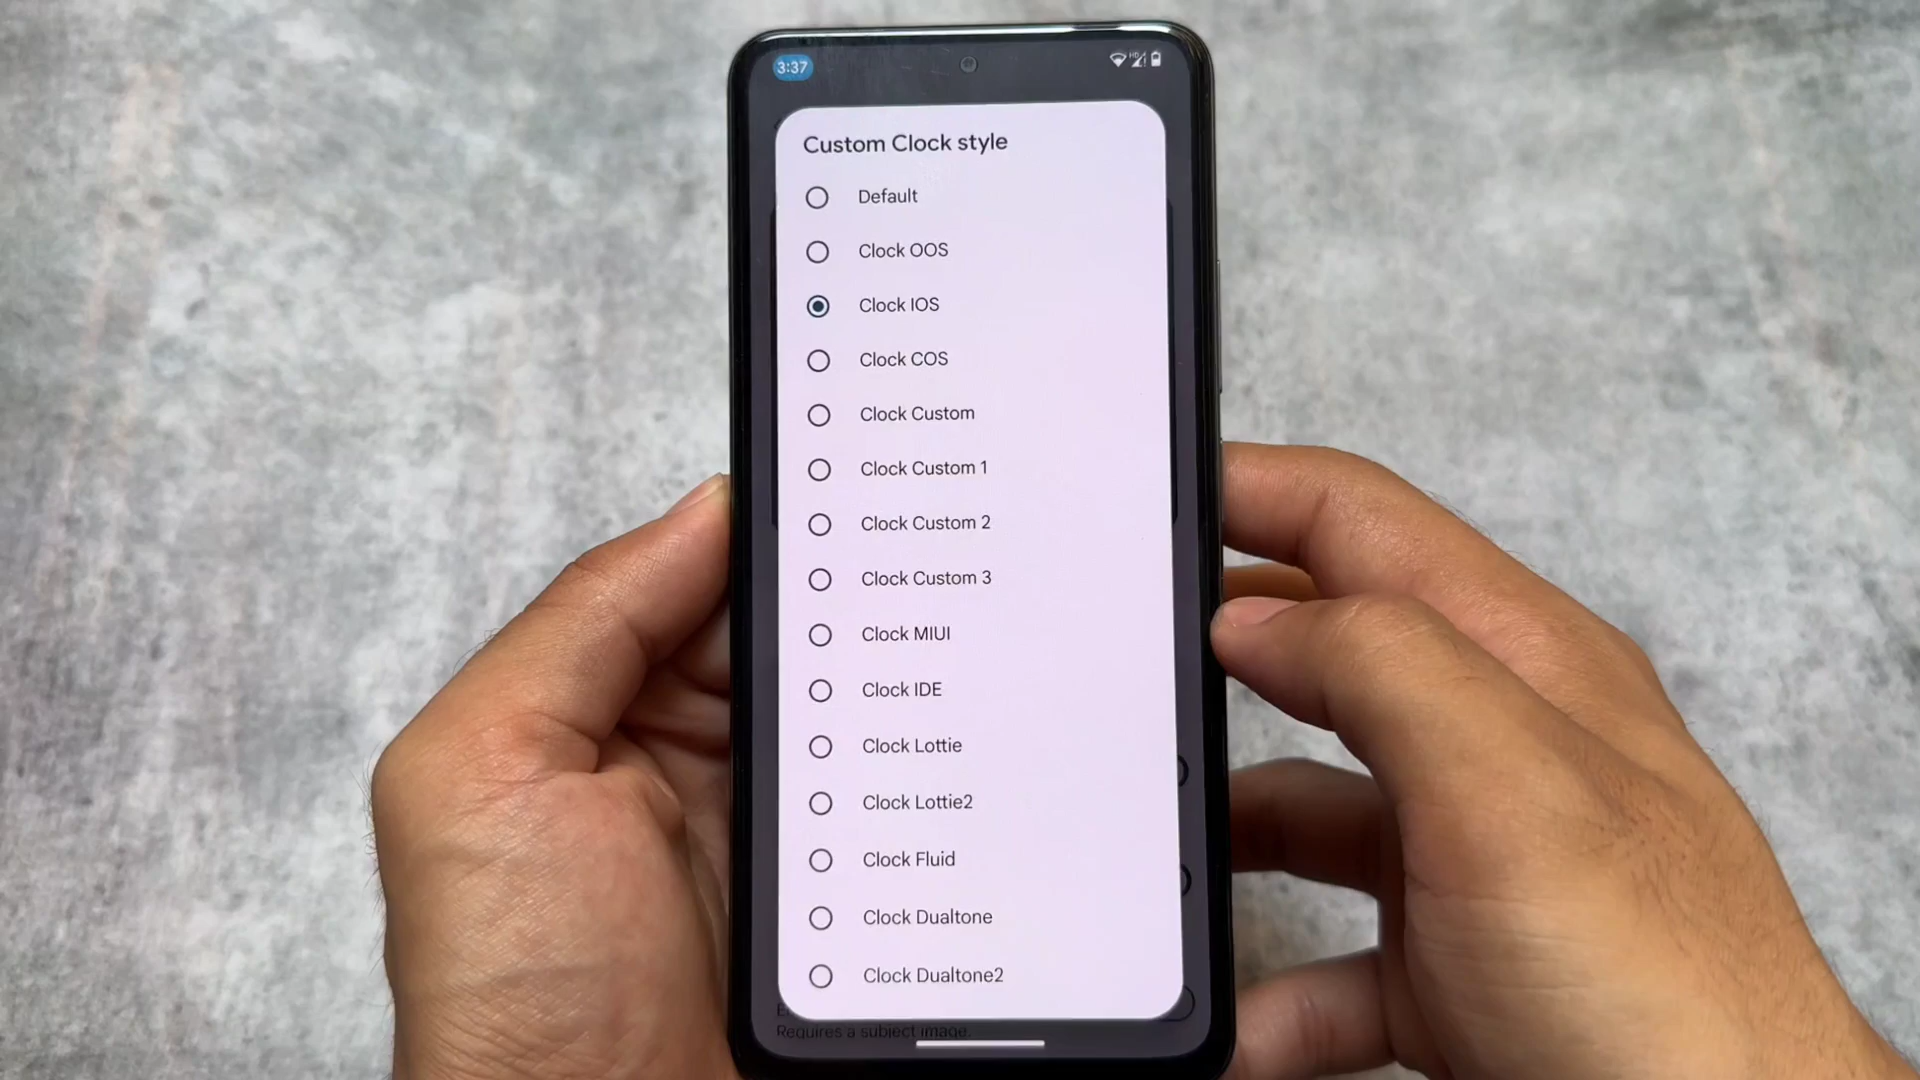 3:37
HD
Custom Clock style
Default
Clock OOS
Clock IOS
Clock COS
Clock Custom
Clock Custom 1
Clock Custom 2
Clock Custom 3
Clock MIUI
Clock IDE
Clock Lottie
Clock Lottie2
Clock Fluid
Clock Dualtone
Clock Dualtone2
Requires a subject image.